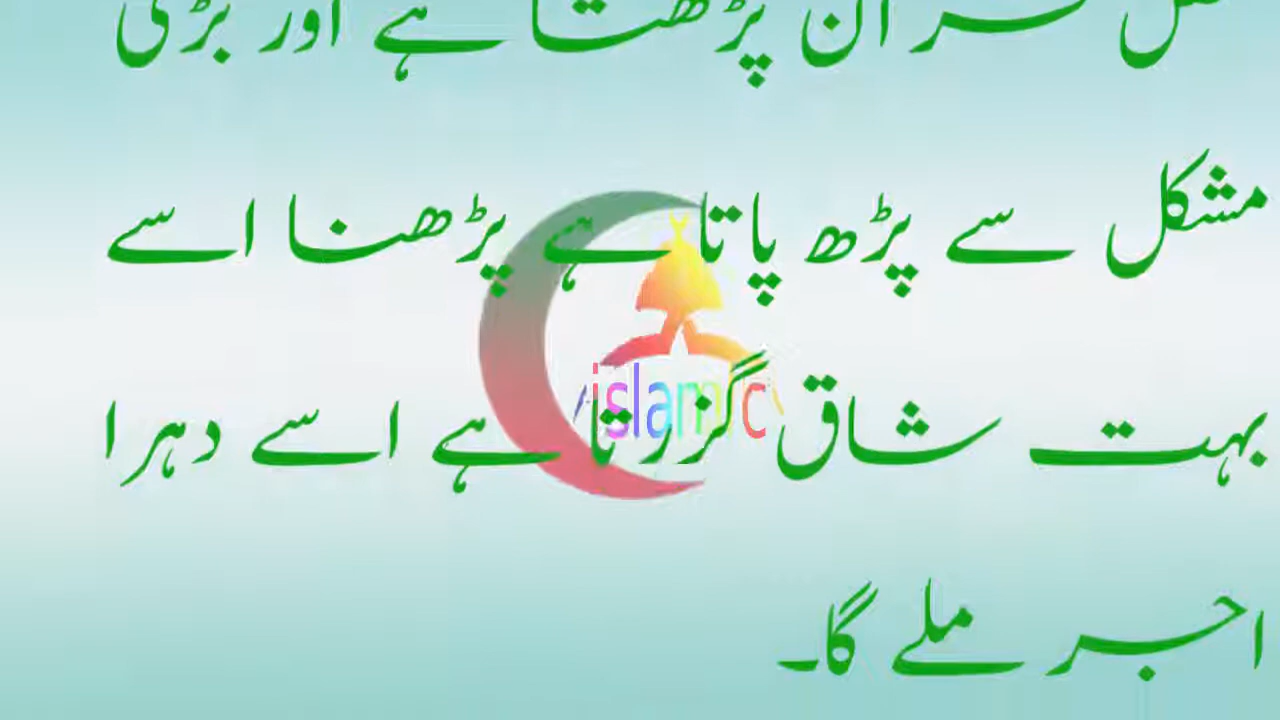 قرآن پڑھتا ہے اور بڑی
مشکل سے پڑھ پاتا ہے پڑھنا اسے
islamic
بہت شاق گزرتا ہے اسے دہرا
اجر ملے گا۔